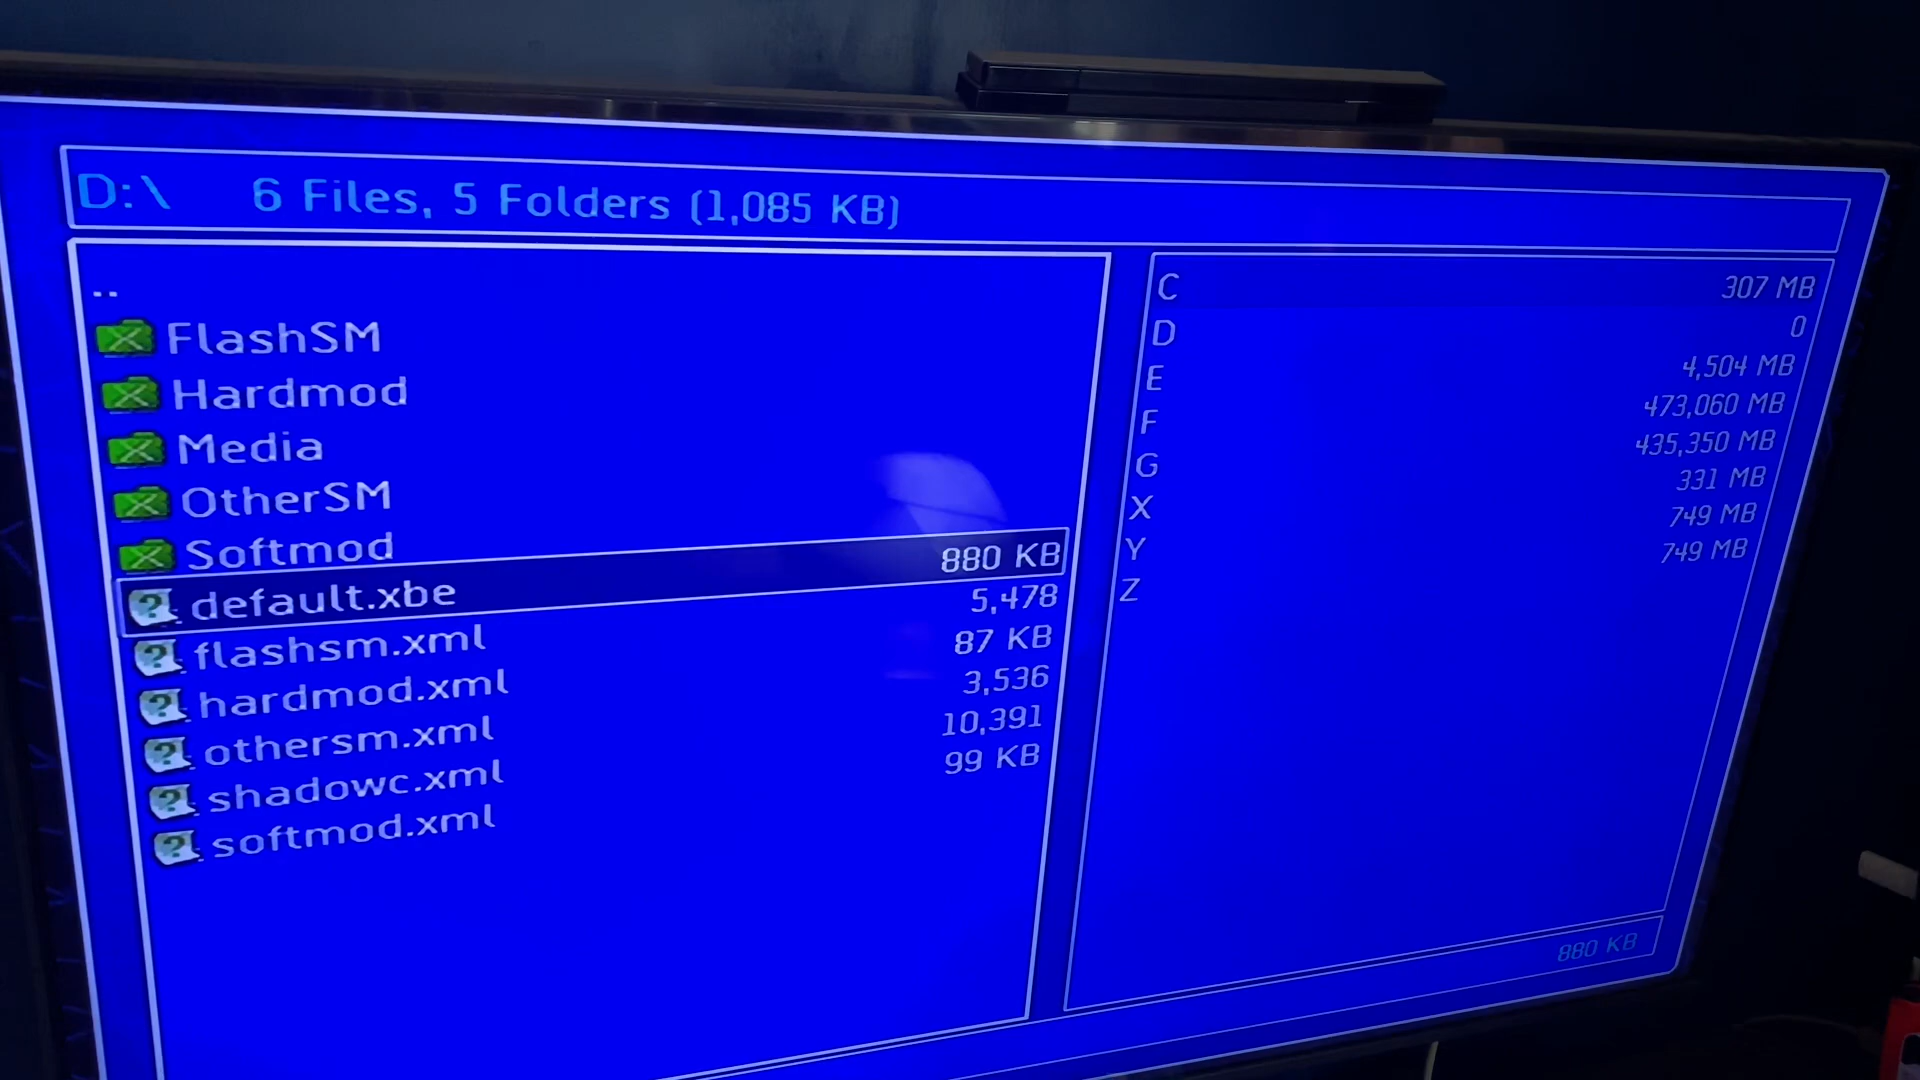 D:\ 6 Files, 5 Folders (1,085 KB)
..
FlashSM
Hardmod
Media
OtherSM
Softmod
default.xbe 880 KB
flashsm.xml 5,478
hardmod.xml 87 KB
othersm.xml 3,536
shadowc.xml 10,391
softmod.xml 99 KB
C 307 MB
D 0
E 4,504 MB
F 473,060 MB
G 435,350 MB
X 331 MB
Y 749 MB
Z 749 MB
880 KB